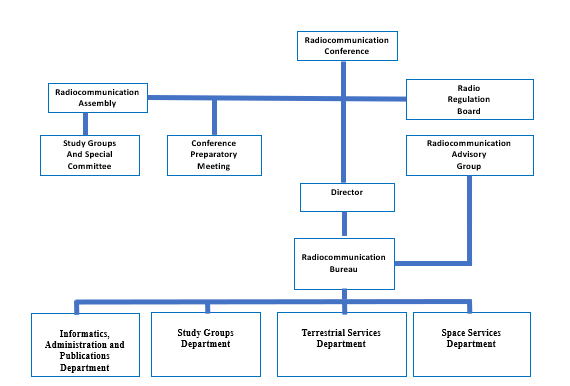 Radiocommunication
Conference
Radiocommunication
Assembly
Radio
Regulation
Board
Study Groups
And Special
Committee
Conference
Preparatory
Meeting
Radiocommunication
Advisory
Group
Director
Radiocommunication
Bureau
Informatics,
Administration and
Publications
Department
Study Groups
Department
Terrestrial Services
Department
Space Services
Department